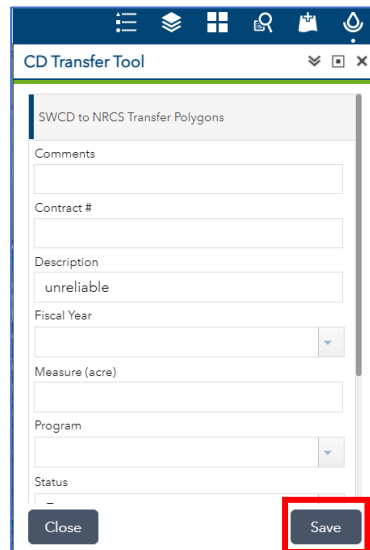 CD Transfer Tool
SWCD to NRCS Transfer Polygons
Comments
Contract #
Description
unreliable
Fiscal Year
Measure (acre)
Program
Status
Close
Save